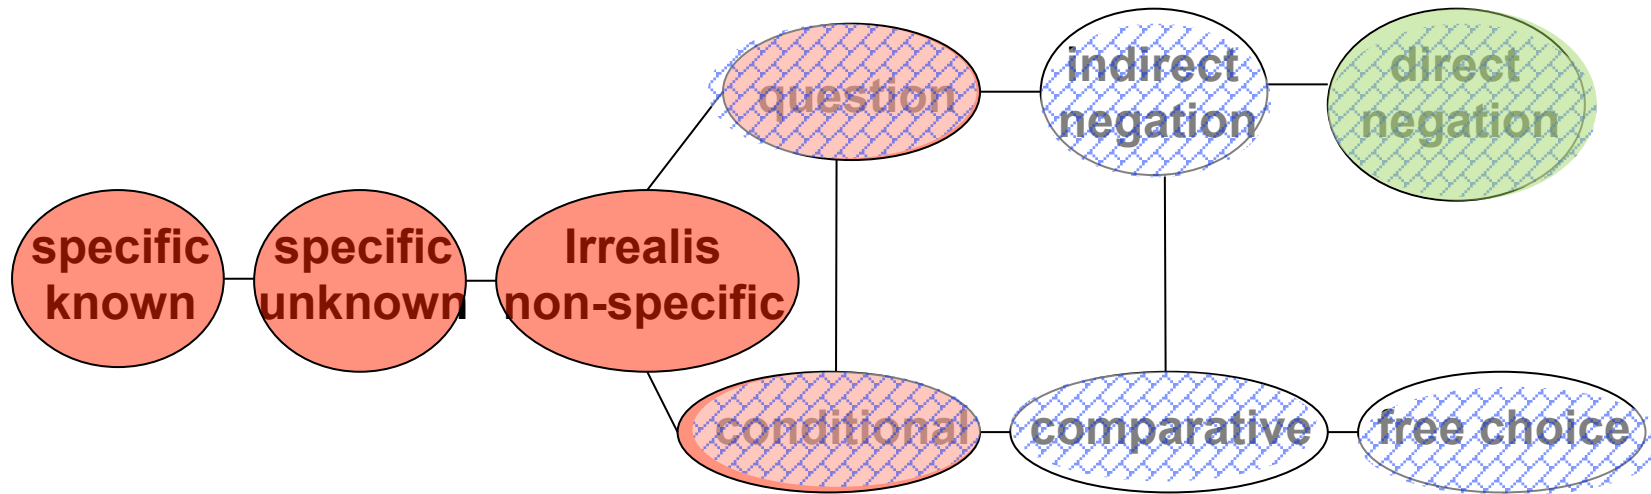 question
indirect
negation
direct
negation
specific
known
specific
unknown
Irrealis
non-specific
conditional
comparative
free choice